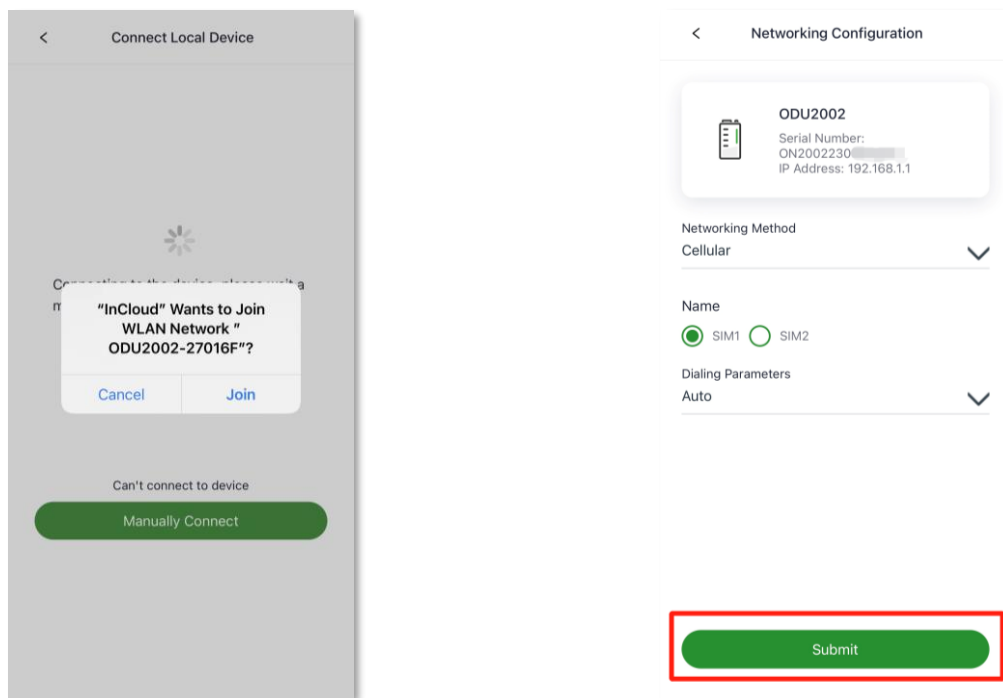 Connect Local Device
a
“InCloud” Wants to Join
WLAN Network ”
ODU2002-27016F”?
Cancel
Join
Can't connect to device
Manually Connect
Networking Configuration
ODU2002
Serial Number:
ON2002230
IP Address: 192.168.1.1
Networking Method
Cellular
Name
SIM1
SIM2
Dialing Parameters
Auto
Submit